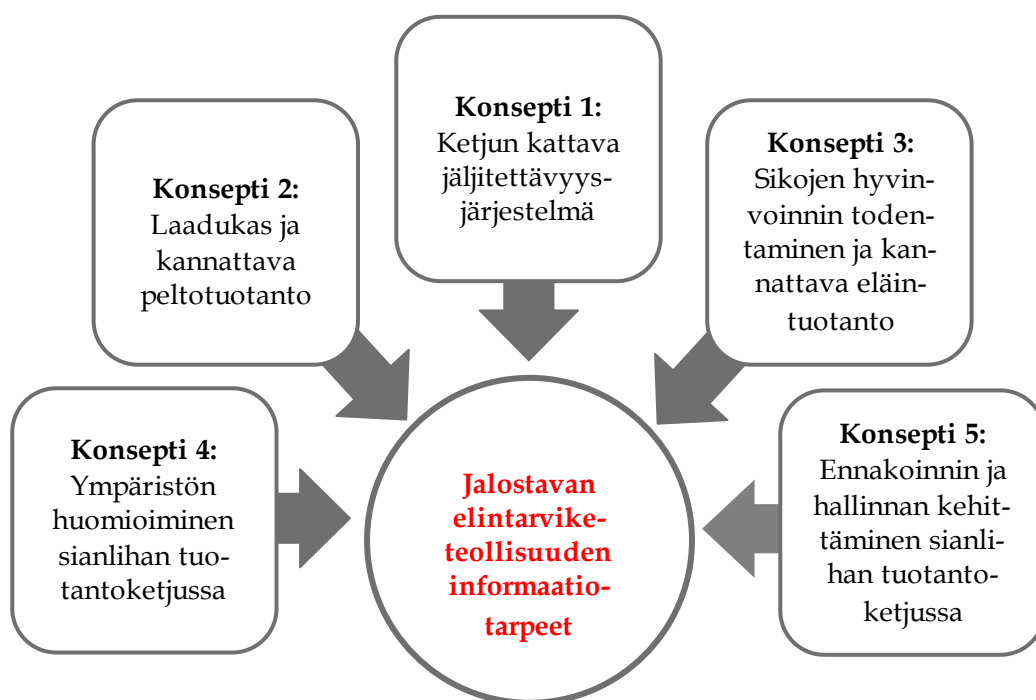 Konsepti 1:
Ketjun kattava
jäljitettävyys-
järjestelmä
Konsepti 2:
Laadukas ja
kannattava
peltotuotanto
Konsepti 3:
Sikojen hyvin-
voinnin toden-
taminen ja kan-
nattava eläin-
tuotanto
Konsepti 4:
Ympäristön
huomioiminen
sianlihan tuo-
tantoketjussa
Konsepti 5:
Ennakoinnin ja
hallinnan kehit-
täminen sianli-
han tuotanto-
ketjussa
Jalostavan
elintarvike-
teollisuuden
informaatio-
tarpeet